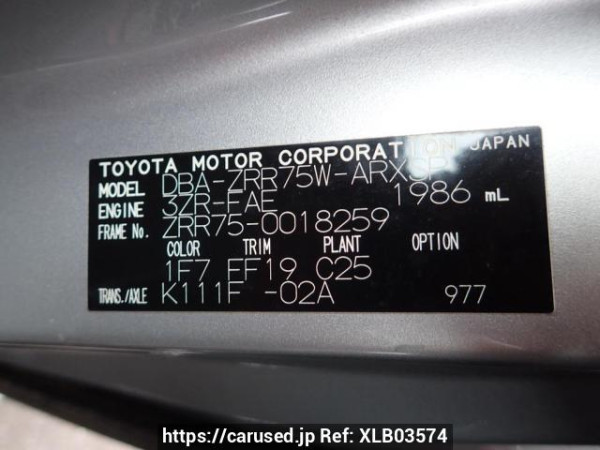 TOYOTA MOTOR CORPORATION JAPAN
MODEL DBA-ZRR75W-ARXSP
ENGINE 3ZR-FAE 1986 mL
FRAME No. ZRR75-0018259
COLOR TRIM PLANT OPTION
1F7 FF19 C25
TRANS./AXLE K111F -02A 977
https://carused.jp Ref: XLB03574